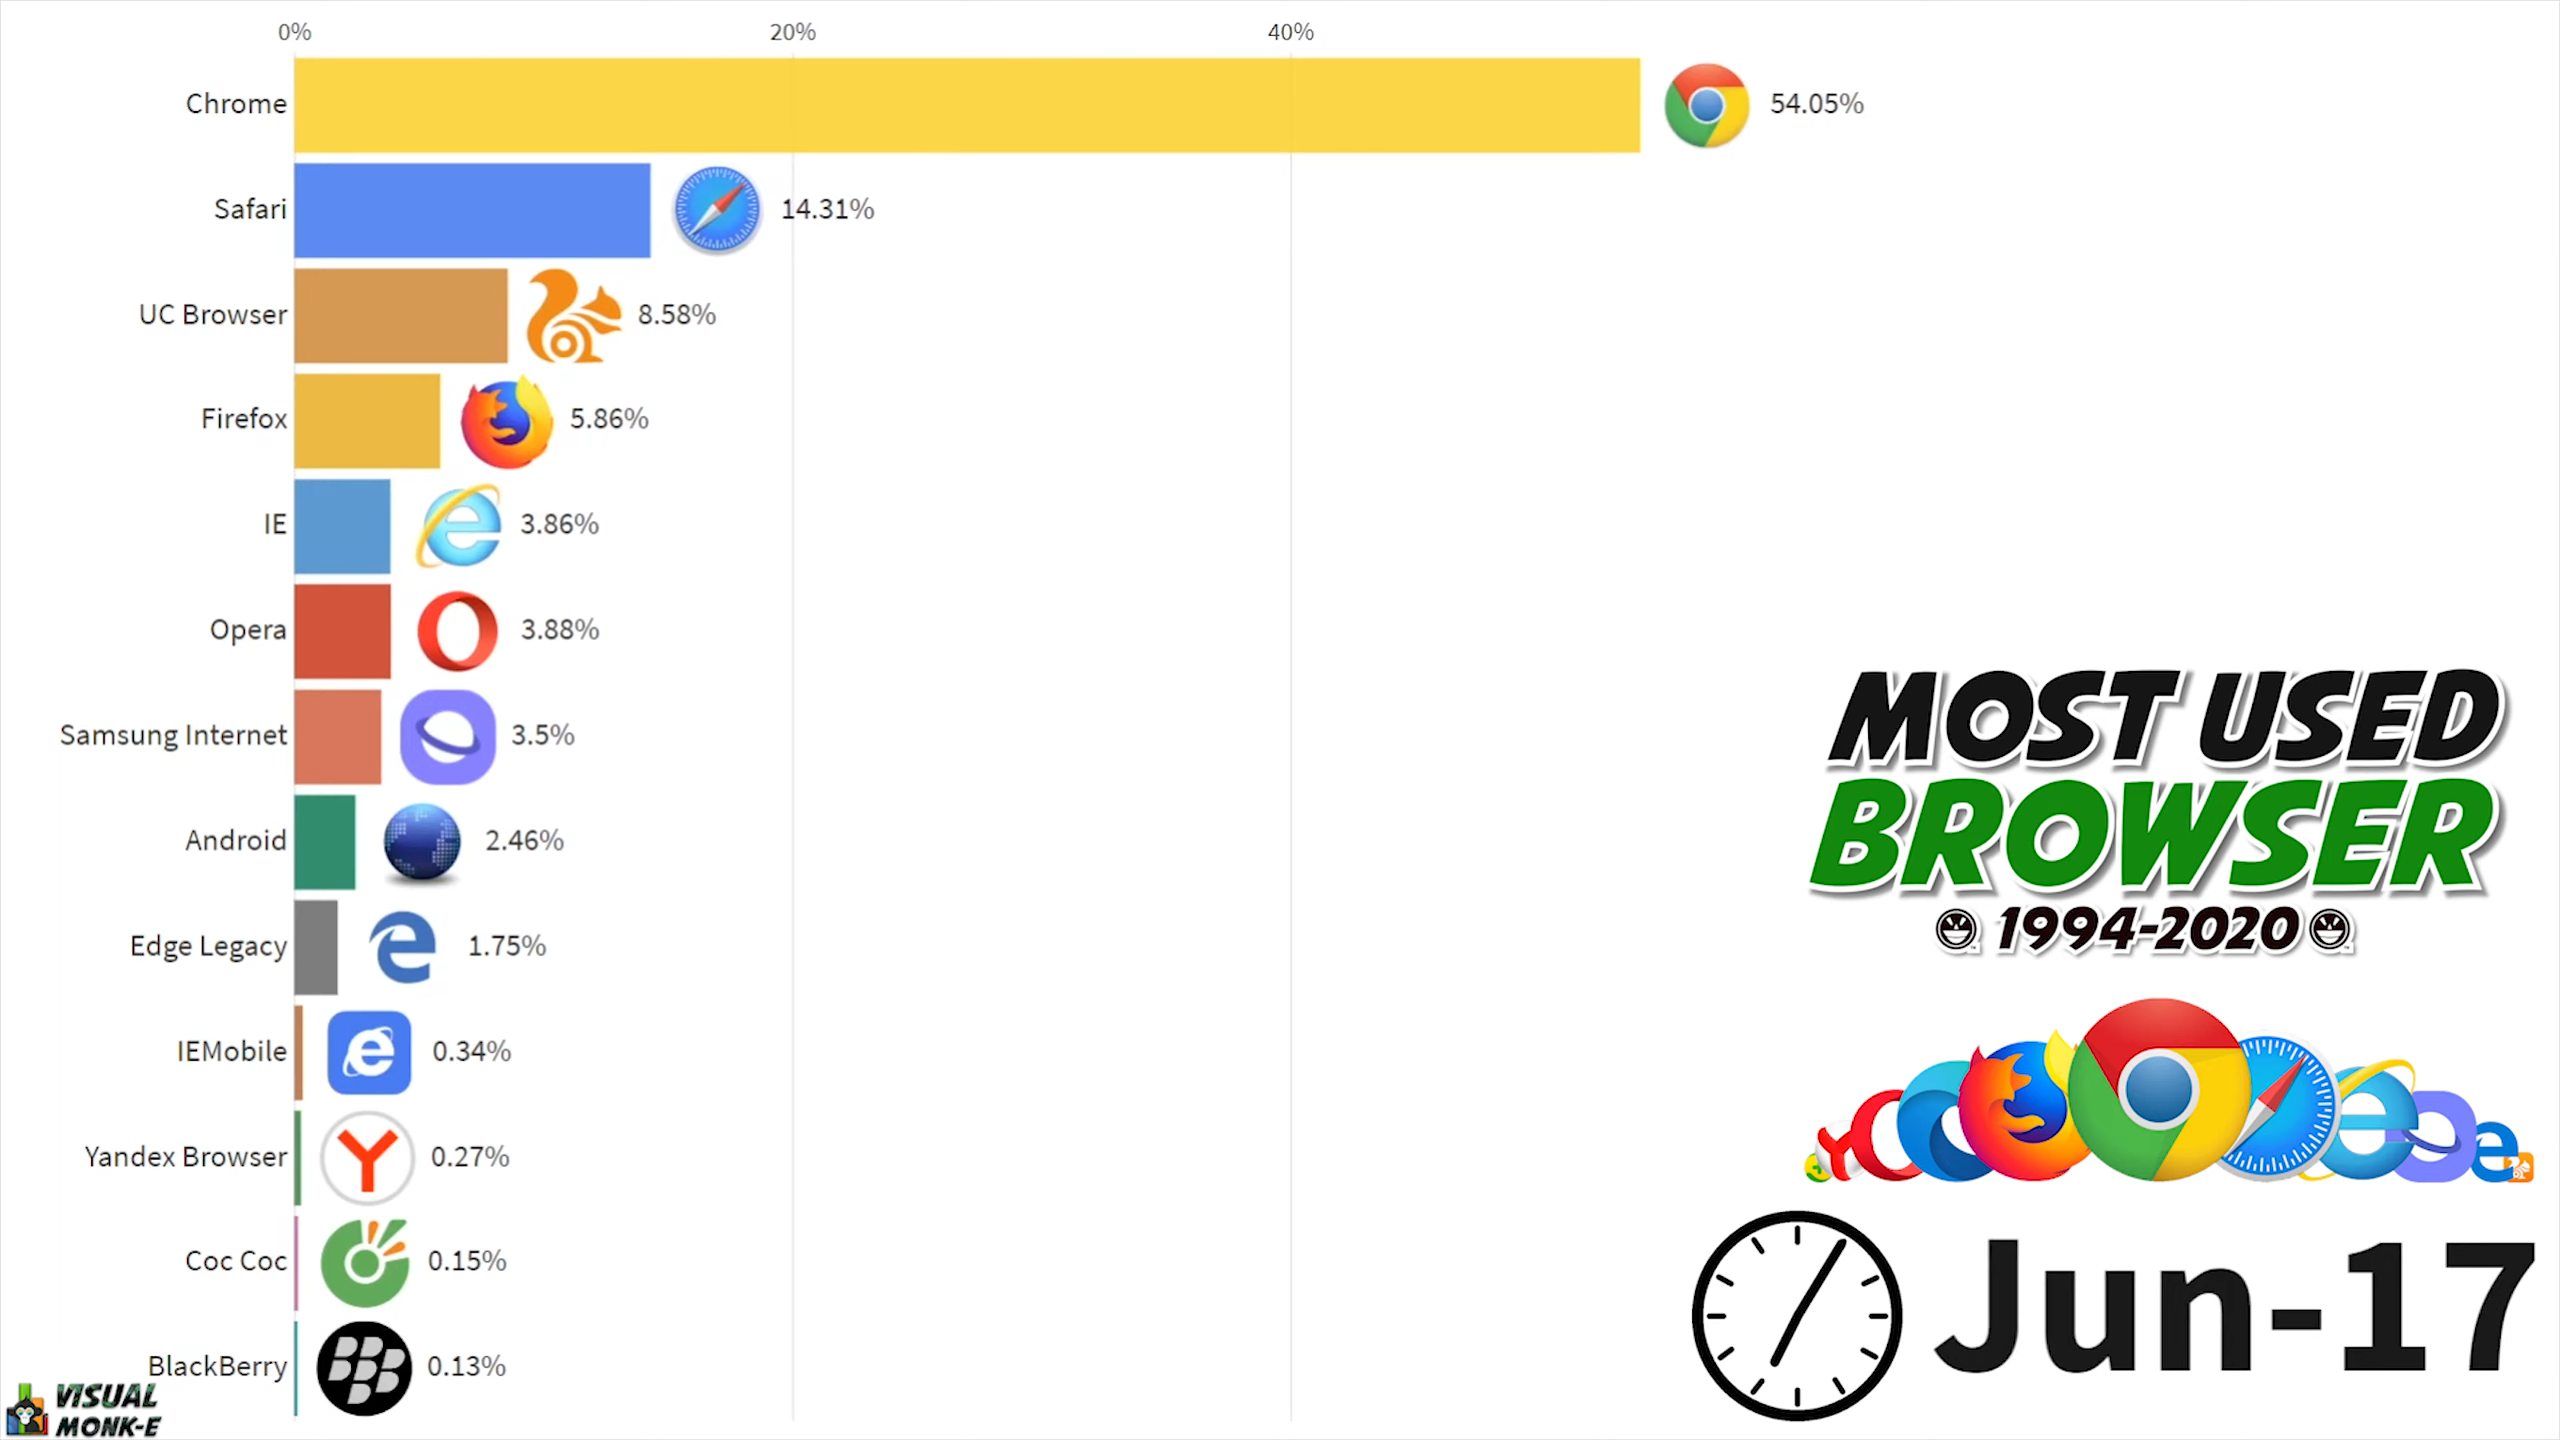 0% 20% 40%
Chrome 54.05%
Safari 14.31%
UC Browser 8.58%
Firefox 5.86%
IE 3.86%
Opera 3.88%
Samsung Internet 3.5%
Android 2.46%
Edge Legacy 1.75%
IEMobile 0.34%
Yandex Browser 0.27%
Coc Coc 0.15%
BlackBerry 0.13%
MOST USED
BROWSER
1994-2020
Jun-17
VISUAL
MONK-E